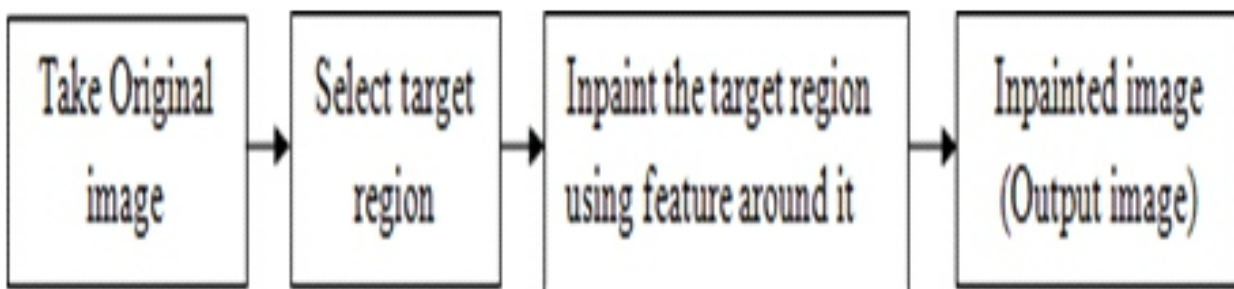 Take Original
image
Select target
region
Inpaint the target region
using feature around it
Inpainted image
(Output image)